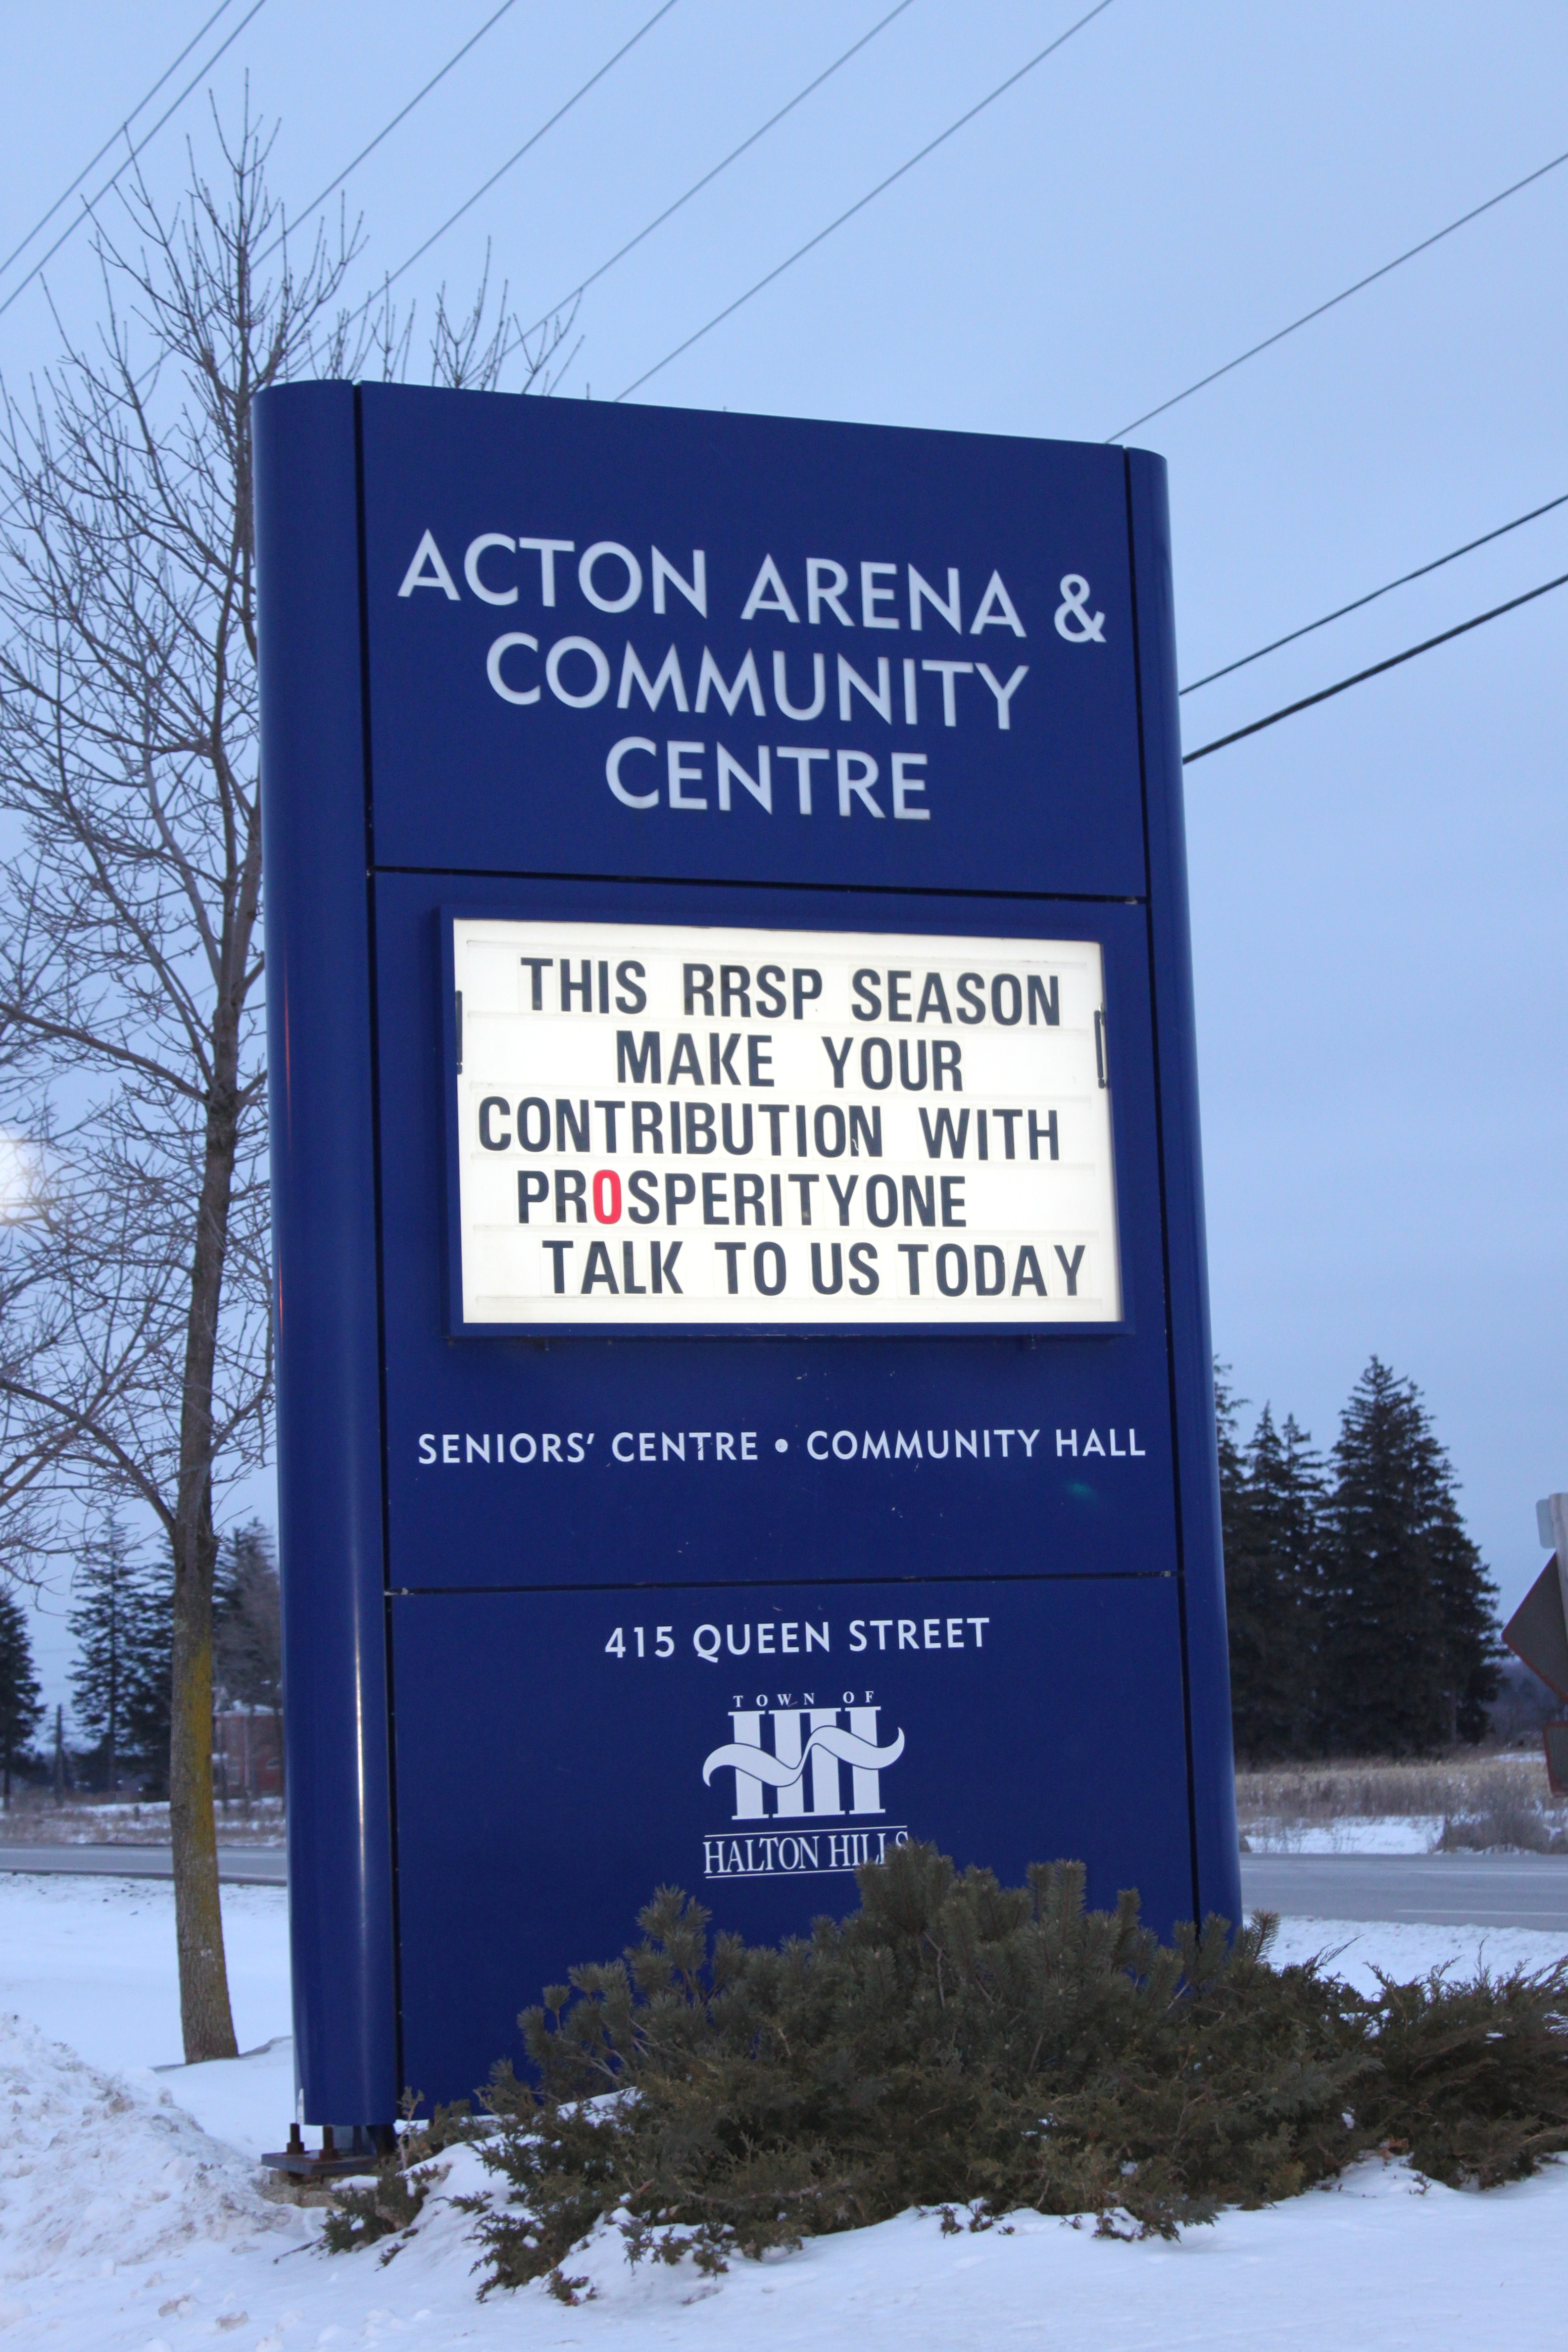 ACTON ARENA &
COMMUNITY
CENTRE
THIS RRSP SEASON
MAKE YOUR
CONTRIBUTION WITH
PROSPERITYONE
TALK TO US TODAY
SENIORS' CENTRE • COMMUNITY HALL
415 QUEEN STREET
TOWN OF
HALTON HILLS